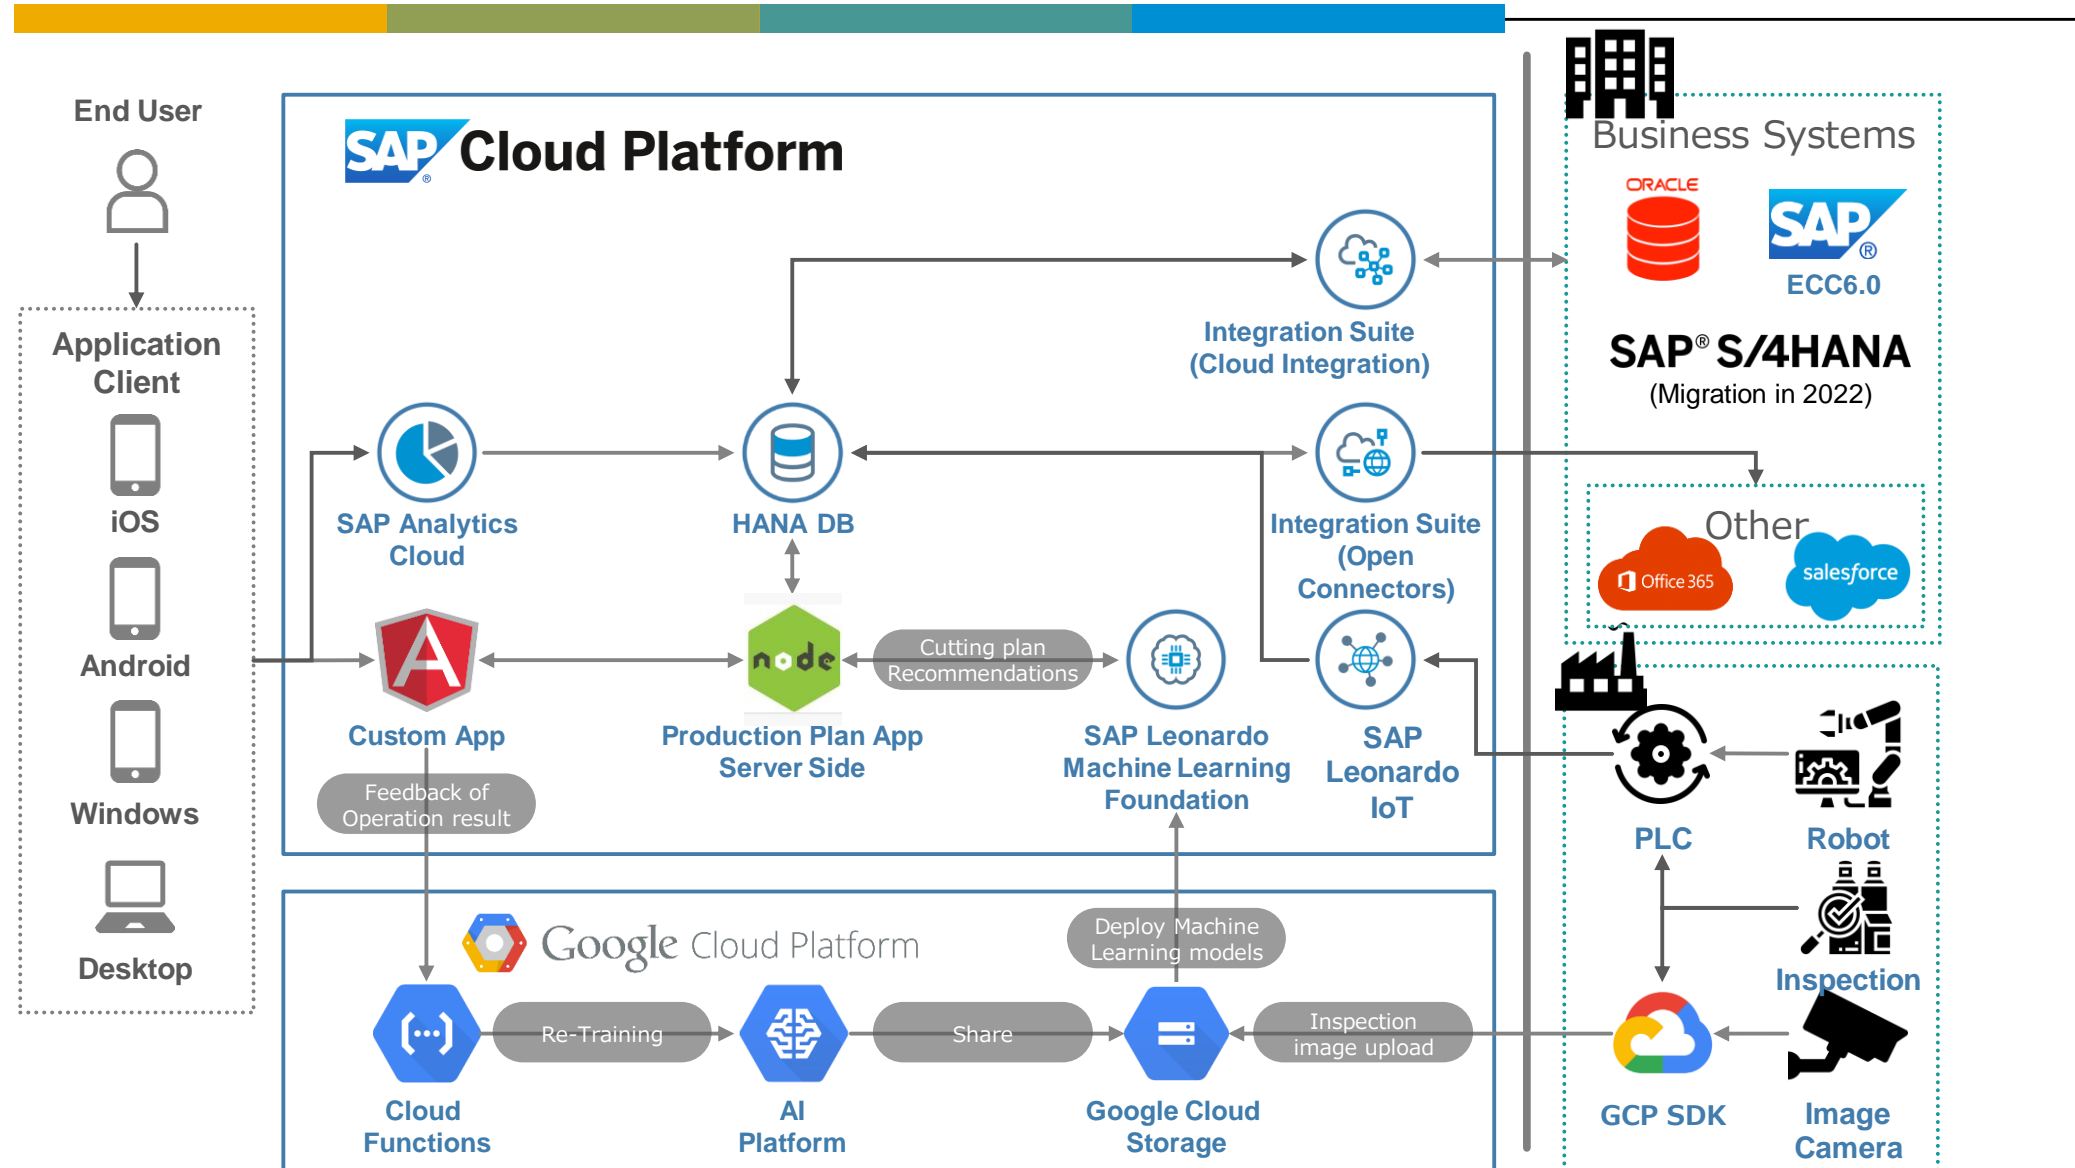 End User
Application
Client
iOS
Android
Windows
Desktop
SAP® Cloud Platform
Integration Suite
(Cloud Integration)
SAP Analytics
Cloud
HANA DB
Integration Suite
(Open
Connectors)
node
Cutting plan
Recommendations
Custom App
Production Plan App
Server Side
SAP Leonardo
Machine Learning
Foundation
SAP
Leonardo
IoT
Feedback of
Operation result
Google Cloud Platform
Deploy Machine
Learning models
Re-Training
Share
Inspection
image upload
Cloud
Functions
AI
Platform
Google Cloud
Storage
Business Systems
ORACLE
SAP®
ECC6.0
SAP® S/4HANA
(Migration in 2022)
Other
Office 365
salesforce
PLC
Robot
Inspection
GCP SDK
Image
Camera